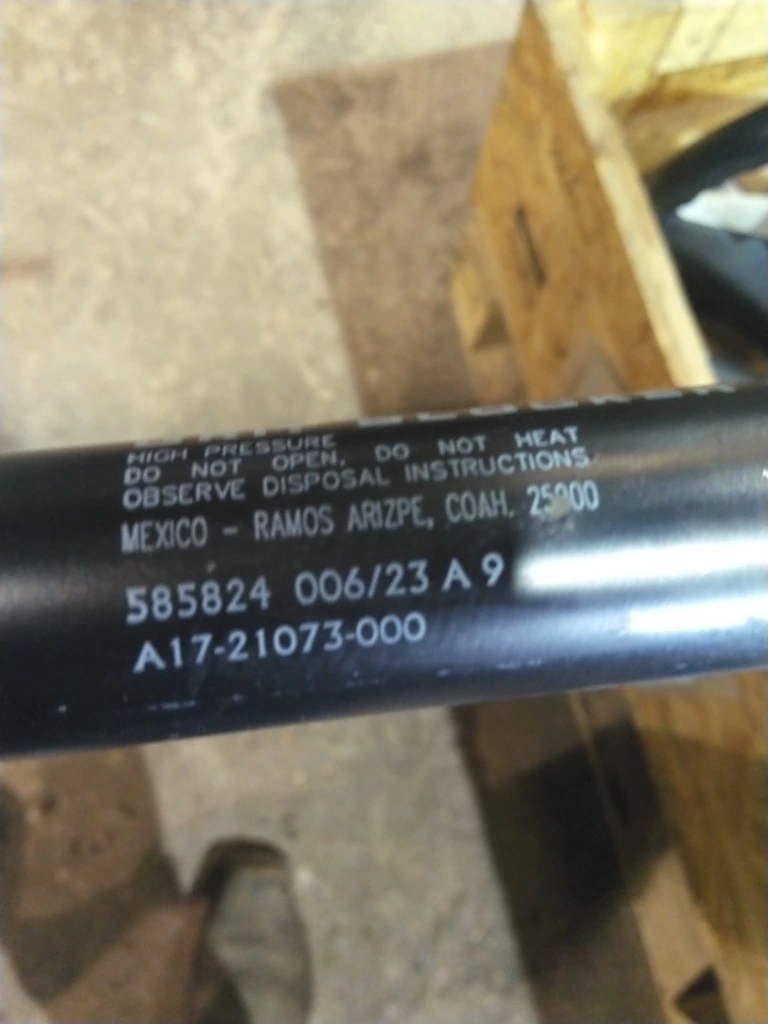 HIGH PRESSURE
DO NOT OPEN, DO NOT HEAT
OBSERVE DISPOSAL INSTRUCTIONS
MEXICO - RAMOS ARIZPE, COAH.
585824 006/23 A 9
A17-21073-000